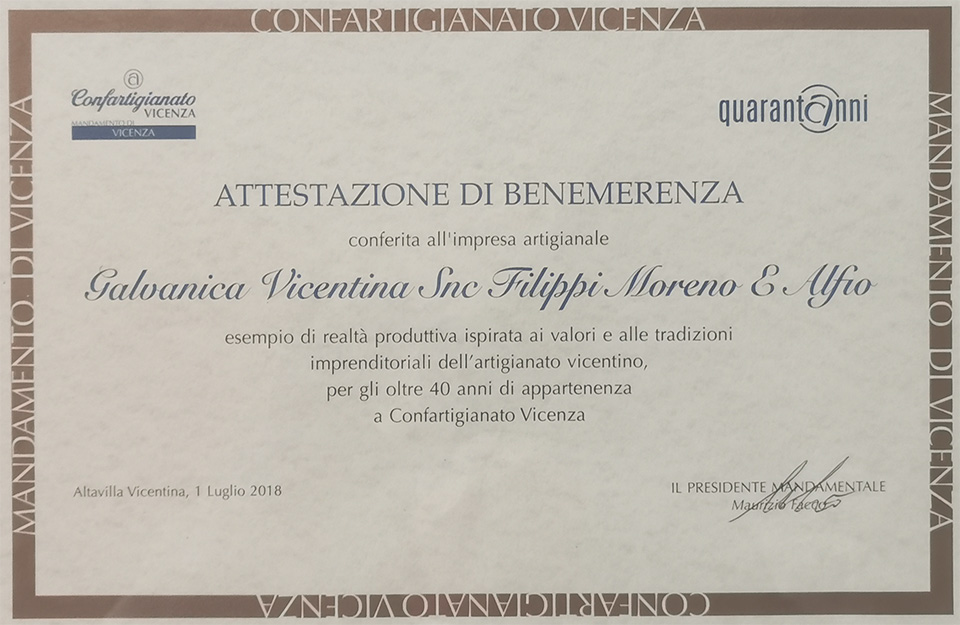 CONFARTIGIANATO VICENZA
@
Confartigianato
VICENZA
MANDAMENTO DI
VICENZA
quarantanni
ATTESTAZIONE DI BENEMERENZA
conferita all'impresa artigianale
Galvanica Vicentina Snc Filippi Moreno E Alfio
esempio di realtà produttiva ispirata ai valori e alle tradizioni
imprenditoriali dell'artigianato vicentino,
per gli oltre 40 anni di appartenenza
a Confartigianato Vicenza
Altavilla Vicentina, 1 Luglio 2018
IL PRESIDENTE MANDAMENTALE
Maurizio Facco
MANDAMENTO DI VICENZA
MANDAMENTO DI VICENZA
CONFARTIGIANATO VICENZA